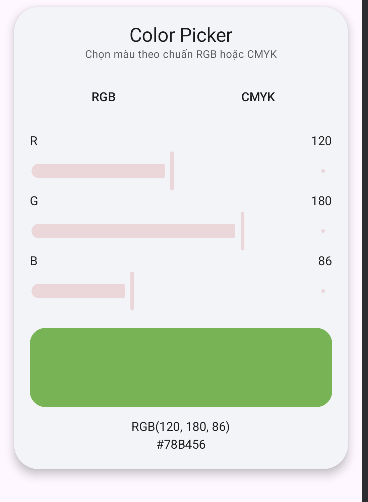 Color Picker
Chọn màu theo chuẩn RGB hoặc CMYK
RGB CMYK
R 120
G 180
B 86
RGB(120, 180, 86)
#78B456